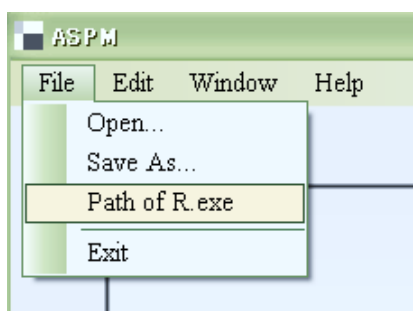 ASPM
File Edit Window Help
Open...
Save As...
Path of R.exe
Exit